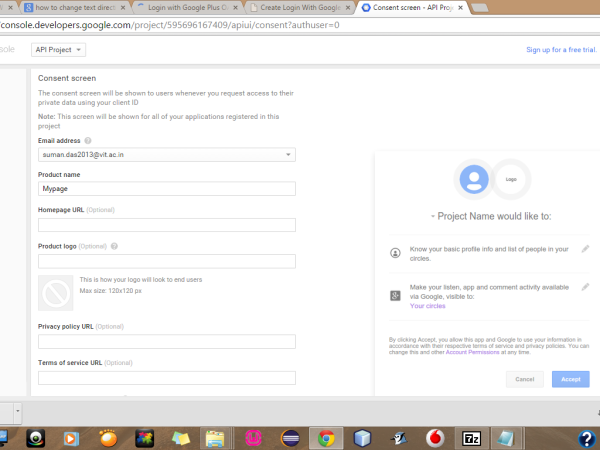 how to change text direct
Login with Google Plus
Create Login With Google
Consent screen - API Proj
/console.developers.google.com/project/595696167409/apiui/consent?authuser=0
API Project
Sign up for a free trial.
Consent screen
The consent screen will be shown to users whenever you request access to their
private data using your client ID
Note: This screen will be shown for all of your applications registered in this
project
Email address
suman.das2013@vit.ac.in
Product name
Mypage
Homepage URL (Optional)
Product logo (Optional)
This is how your logo will look to end users
Max size: 120x120 px
Privacy policy URL (Optional)
Terms of service URL (Optional)
Logo
Project Name would like to:
Know your basic profile info and list of people in your
circles.
Make your listen, app and comment activity available
via Google, visible to:
Your circles
By clicking Accept, you allow this app and Google to use your information in
accordance with their respective terms of service and privacy policies. You can
change this and other Account Permissions at any time.
Cancel
Accept
7z